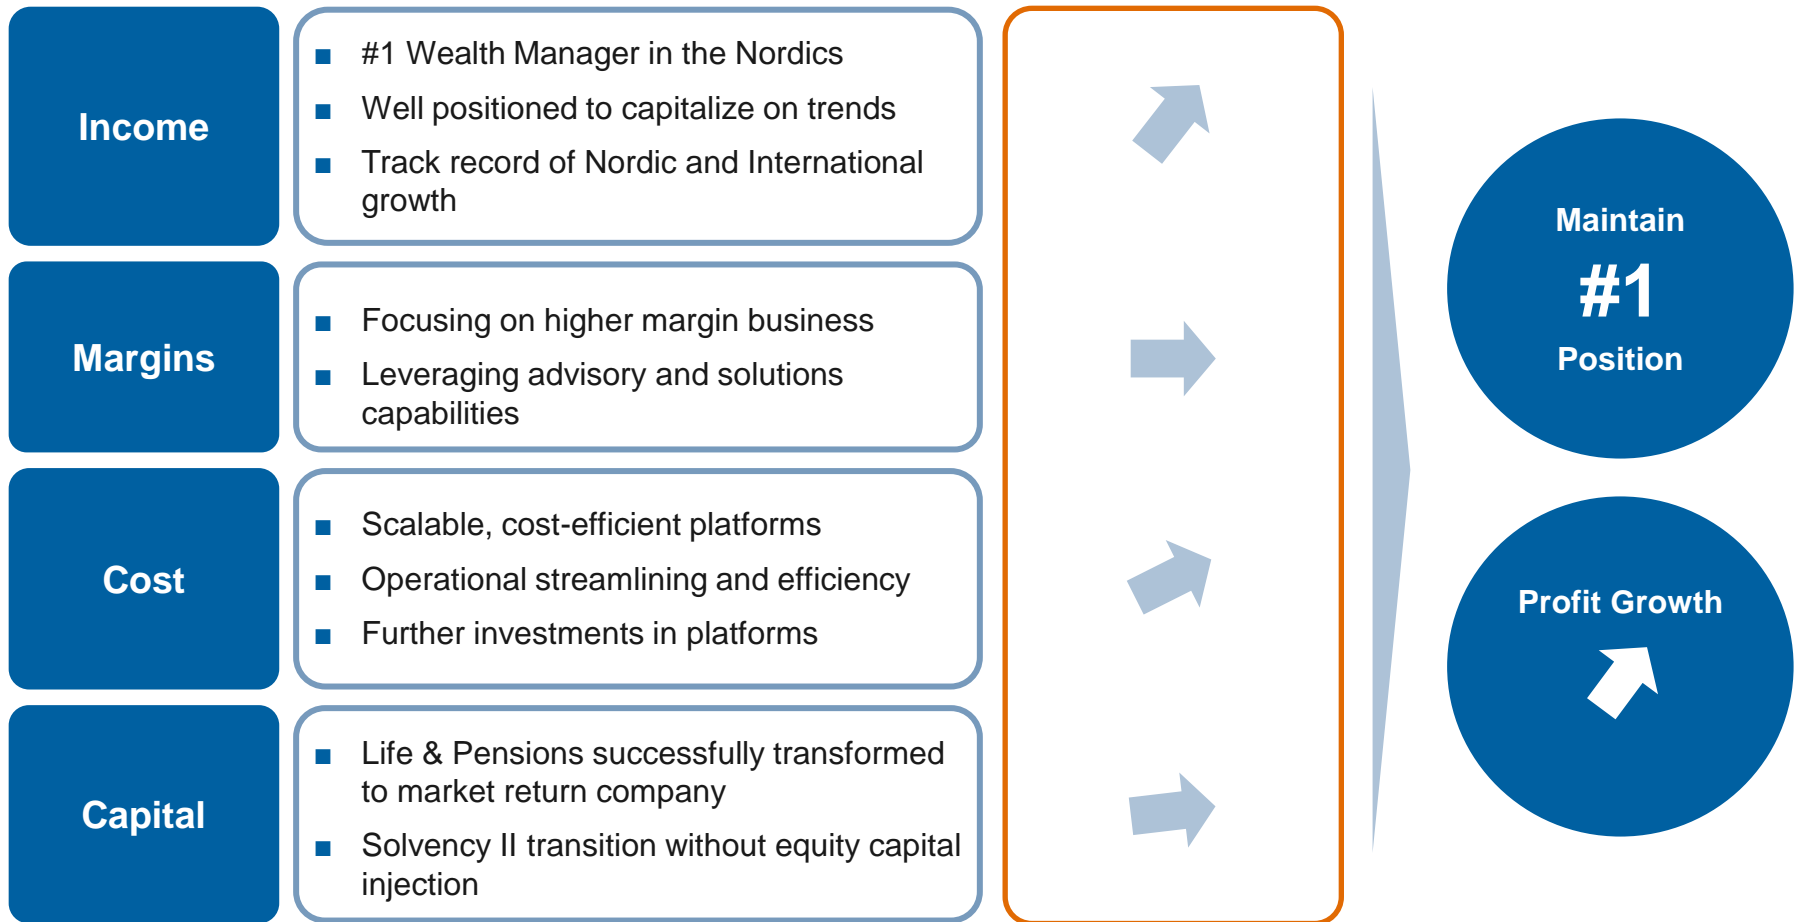 Income
#1 Wealth Manager in the Nordics
Well positioned to capitalize on trends
Track record of Nordic and International
growth
Margins
Focusing on higher margin business
Leveraging advisory and solutions
capabilities
Cost
Scalable, cost-efficient platforms
Operational streamlining and efficiency
Further investments in platforms
Capital
Life & Pensions successfully transformed
to market return company
Solvency II transition without equity capital
injection
Maintain
#1
Position
Profit Growth